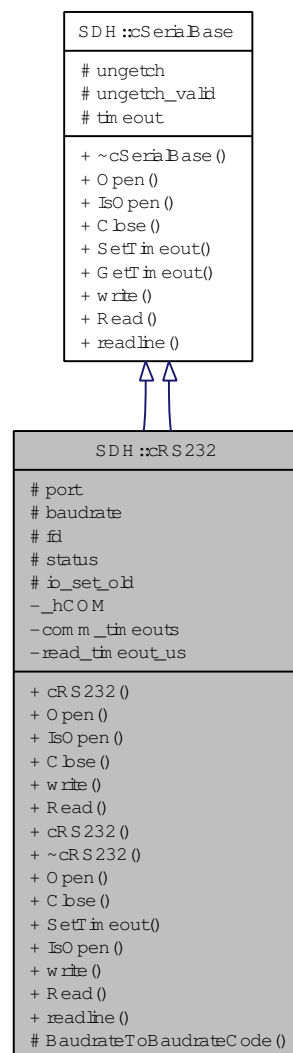 SDH::cSerialBase
# ungetch
# ungetch_valid
# timeout
+ ~cSerialBase()
+ Open()
+ IsOpen()
+ Close()
+ SetTimeout()
+ GetTimeout()
+ write()
+ Read()
+ readline()
SDH::cRS232
# port
# baudrate
# fd
# status
# io_set_old
- _hCOM
- comm_timeouts
- read_timeout_us
+ cRS232()
+ Open()
+ IsOpen()
+ Close()
+ write()
+ Read()
+ cRS232()
+ ~cRS232()
+ Open()
+ Close()
+ SetTimeout()
+ IsOpen()
+ write()
+ Read()
+ readline()
# BaudrateToBaudrateCode()